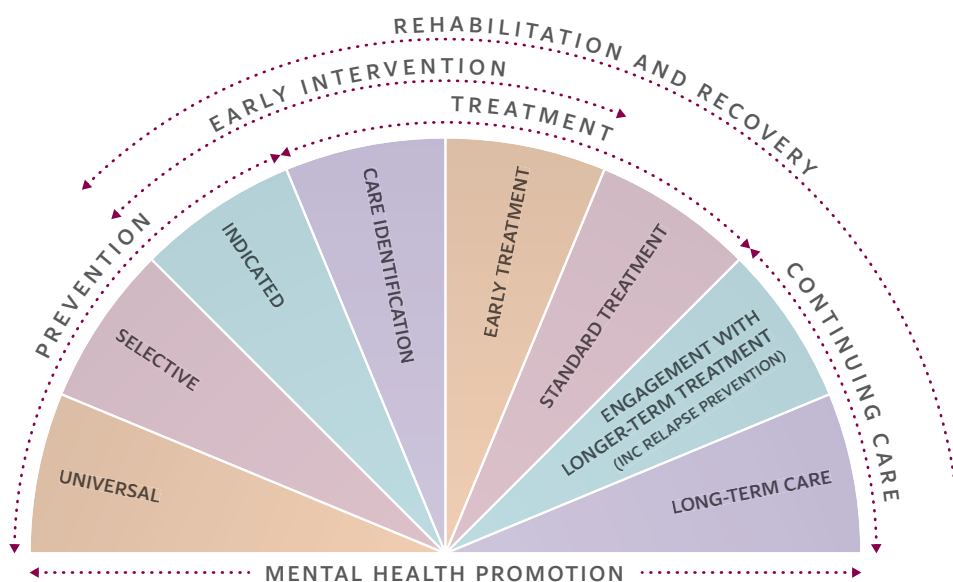 REHABILITATION AND RECOVERY
EARLY INTERVENTION
TREATMENT
PREVENTION
CONTINUING CARE
UNIVERSAL
SELECTIVE
INDICATED
CARE IDENTIFICATION
EARLY TREATMENT
STANDARD TREATMENT
ENGAGEMENT WITH
LONGER-TERM TREATMENT
(INC RELAPSE PREVENTION)
LONG-TERM CARE
MENTAL HEALTH PROMOTION